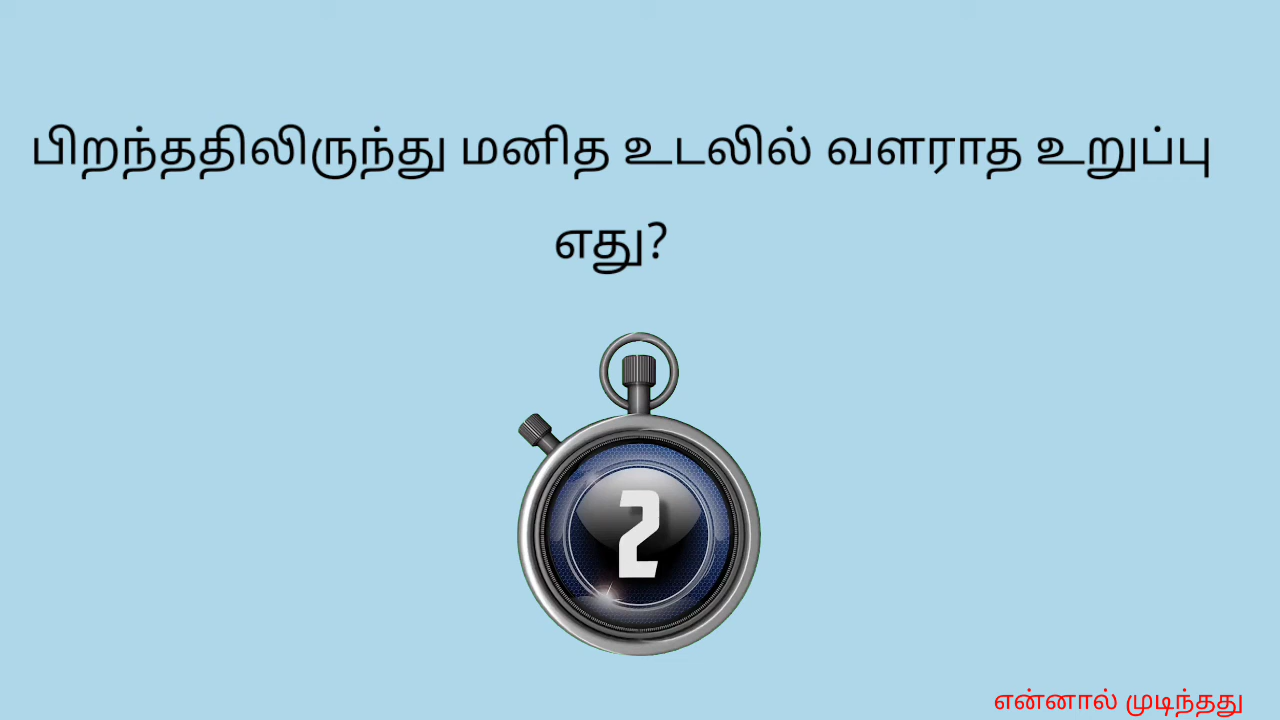 பிறந்ததிலிருந்து மனித உடலில் வளராத உறுப்பு
எது?
2
என்னால் முடிந்தது